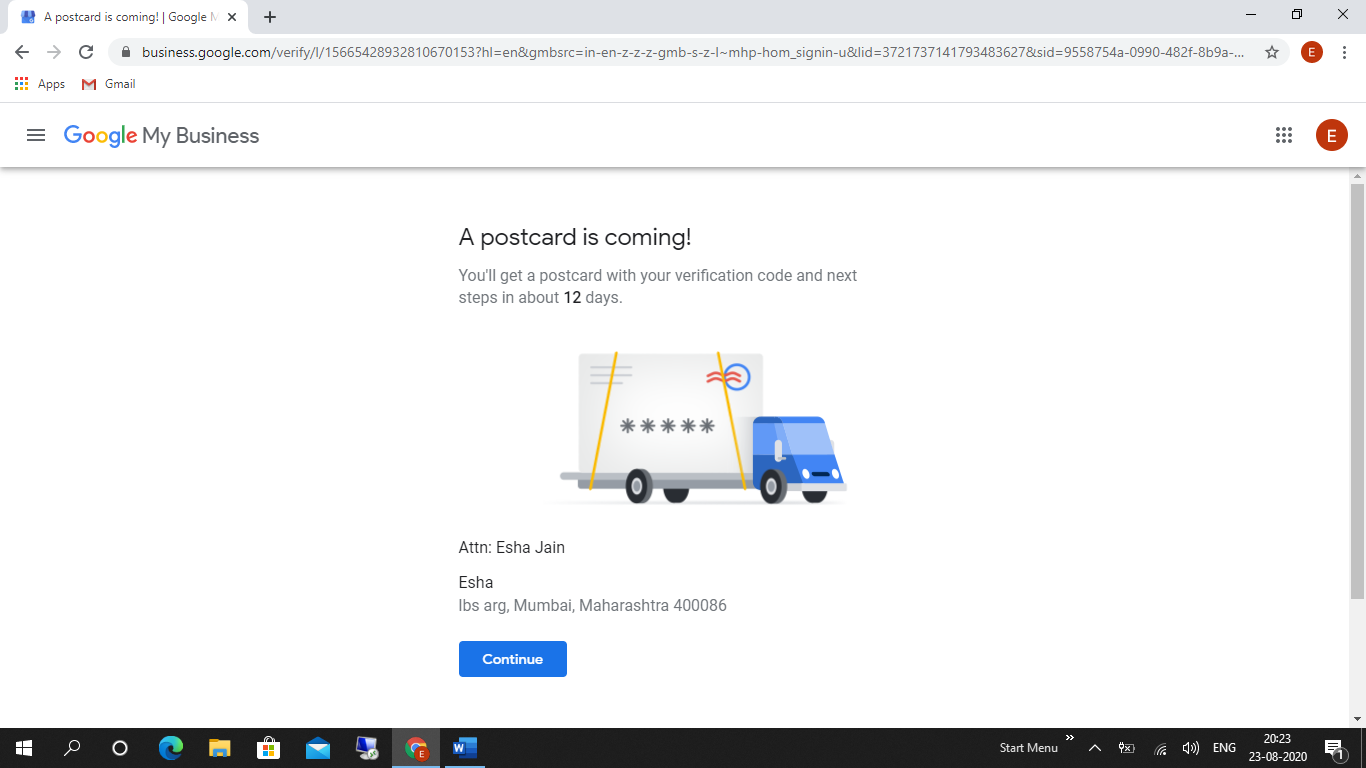 A postcard is coming! | Google M
business.google.com/verify/l/15665428932810670153?hl=en&gmbsrc=in-en-z-z-z-gmb-s-z-l~mhp-hom_signin-u&lid=3721737141793483627&sid=9558754a-0990-482f-8b9a-...
E
Apps
Gmail
Google My Business
E
A postcard is coming!
You'll get a postcard with your verification code and next
steps in about 12 days.
*****
Attn: Esha Jain
Esha
lbs arg, Mumbai, Maharashtra 400086
Continue
Start Menu
ENG
20:23
23-08-2020
1